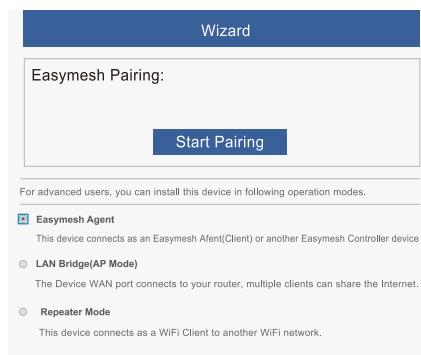 Wizard
Easymesh Pairing:
Start Pairing
For advanced users, you can install this device in following operation modes.
Easymesh Agent
This device connects as an Easymesh Afent(Client) or another Easymesh Controller device
LAN Bridge(AP Mode)
The Device WAN port connects to your router, multiple clients can share the Internet.
Repeater Mode
This device connects as a WiFi Client to another WiFi network.